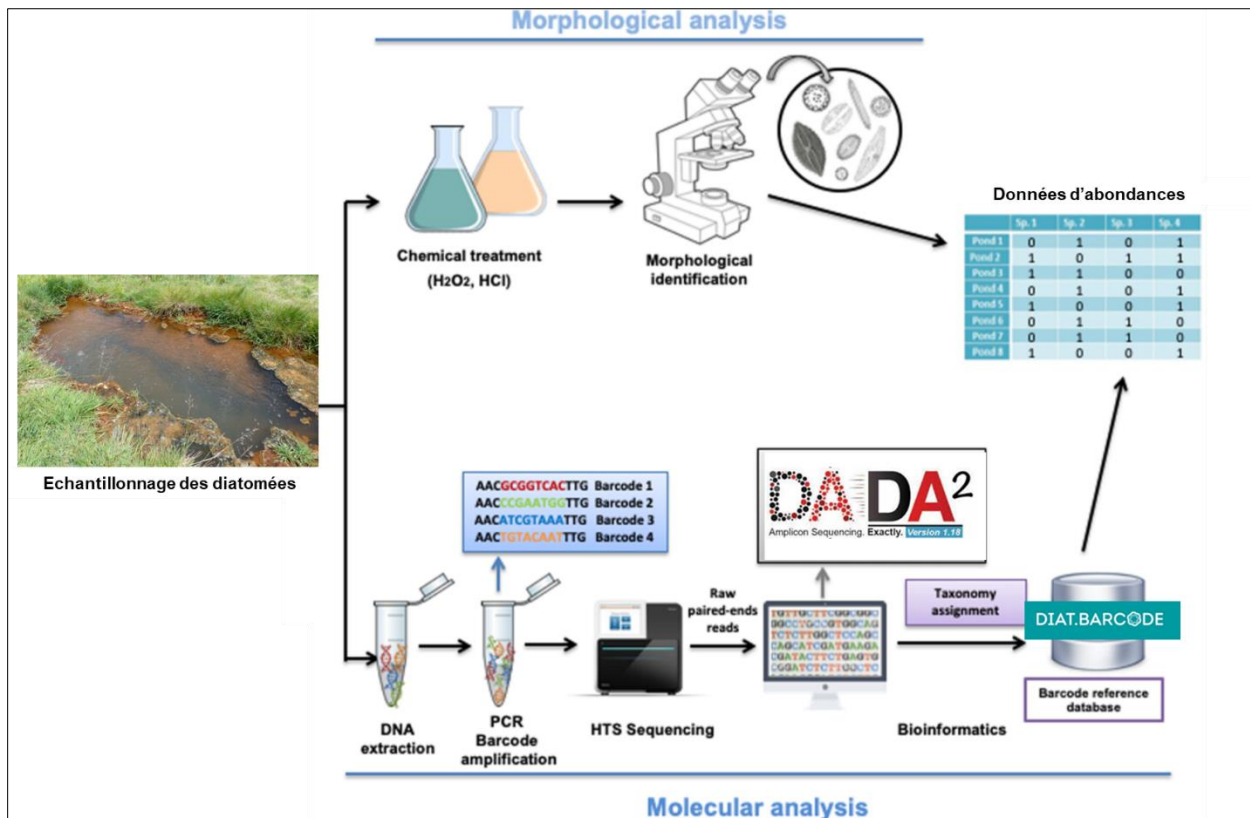 Morphological analysis
Chemical treatment
(H2O2, HCl)
Morphological
identification
Données d'abondances
Sp. 1 Sp. 2 Sp. 3 Sp. 4
Pond 1 0 1 0 1
Pond 2 1 0 1 1
Pond 3 1 1 0 0
Pond 4 0 1 0 1
Pond 5 1 0 0 1
Pond 6 0 1 1 0
Pond 7 0 1 1 0
Pond 8 1 0 0 1
Echantillonnage des diatomées
AACGCGGTCACTTG Barcode 1
AACCCGAATGGTTG Barcode 2
AACATCGTAAATTG Barcode 3
AACTGTACAATTTG Barcode 4
DADA2
Amplicon Sequencing. Exactly. Version 1.18
DNA
extraction
PCR
Barcode
amplification
HTS Sequencing
Raw
paired-ends
reads
TGTTGCTTCGGCGGC
GGCCTGCCGTGGCAG
TCTCTTGGCTCCAGC
CAGCATCGATGAAGA
CGATACTTCTGAGTG
Bioinformatics
Taxonomy
assignment
DIAT.BARCODE
Barcode reference
database
Molecular analysis